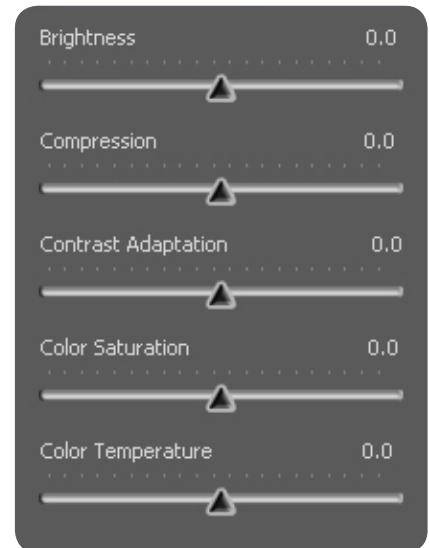 Brightness 0.0
Compression 0.0
Contrast Adaptation 0.0
Color Saturation 0.0
Color Temperature 0.0